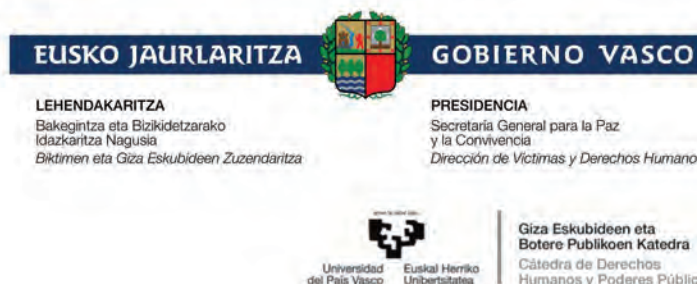 EUSKO JAURLARITZA
GOBIERNO VASCO
LEHENDAKARITZA
Bakegintza eta Bizikidetzarako
Idazkaritza Nagusia
Biktimen eta Giza Eskubideen Zuzendaritza
PRESIDENCIA
Secretaría General para la Paz
y la Convivencia
Dirección de Víctimas y Derechos Humano
Universidad
del País Vasco
Euskal Herriko
Unibertsitatea
Giza Eskubideen eta
Botere Publikoen Katedra
Cátedra de Derechos
Humanos y Poderes Públic